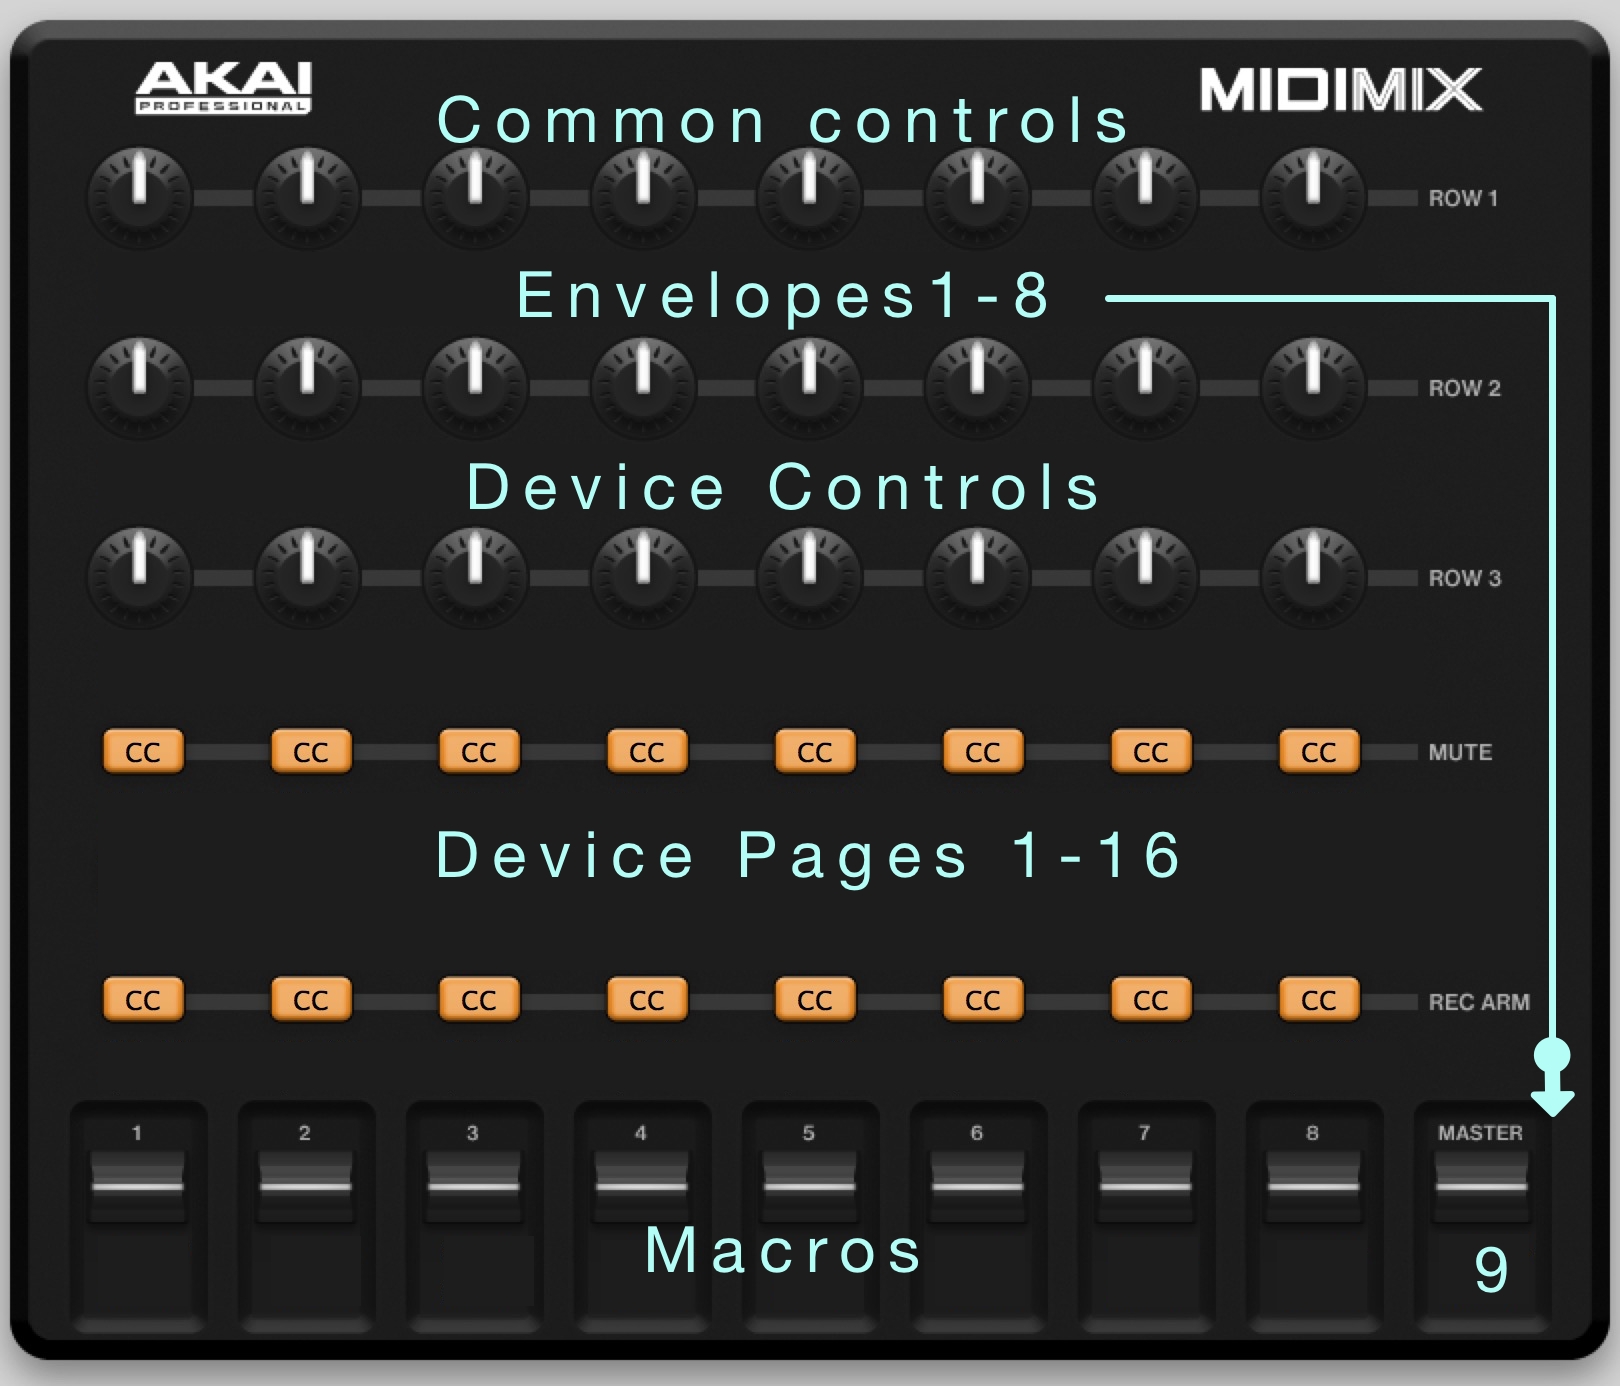 AKAI
PROFESSIONAL
MIDIMIX
Common controls
ROW 1
Envelopes1-8
ROW 2
Device Controls
ROW 3
CC CC CC CC CC CC CC CC MUTE
Device Pages 1-16
CC CC CC CC CC CC CC CC REC ARM
1 2 3 4 5 6 7 8 MASTER
Macros
9